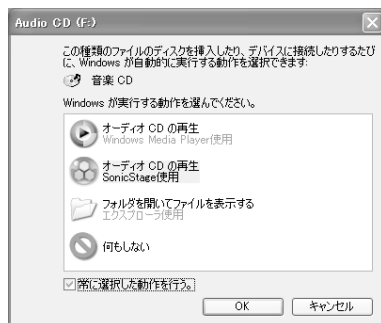 Audio CD (F:)
この種類のファイルのディスクを挿入したり、デバイスに接続したりするたび
に、Windows が自動的に実行する動作を選択できます:
音楽 CD
Windows が実行する動作を選んでください。
オーディオ CD の再生
Windows Media Player使用
オーディオ CD の再生
SonicStage使用
フォルダを開いてファイルを表示する
エクスプローラ使用
何もしない
常に選択した動作を行う。
OK
キャンセル